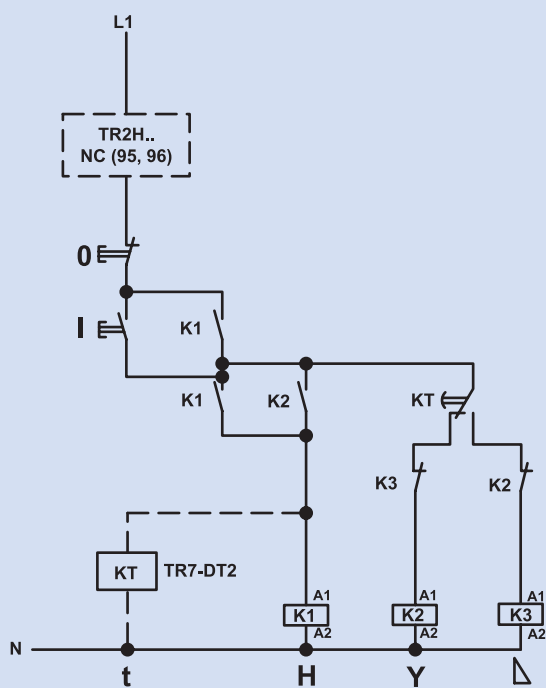 L1
TR2H..
NC (95, 96)
0
I
K1
K1
K2
KT
K3
K2
KT
TR7-DT2
A1
A1
A1
K1
K2
K3
A2
A2
A2
N
t
H
Y